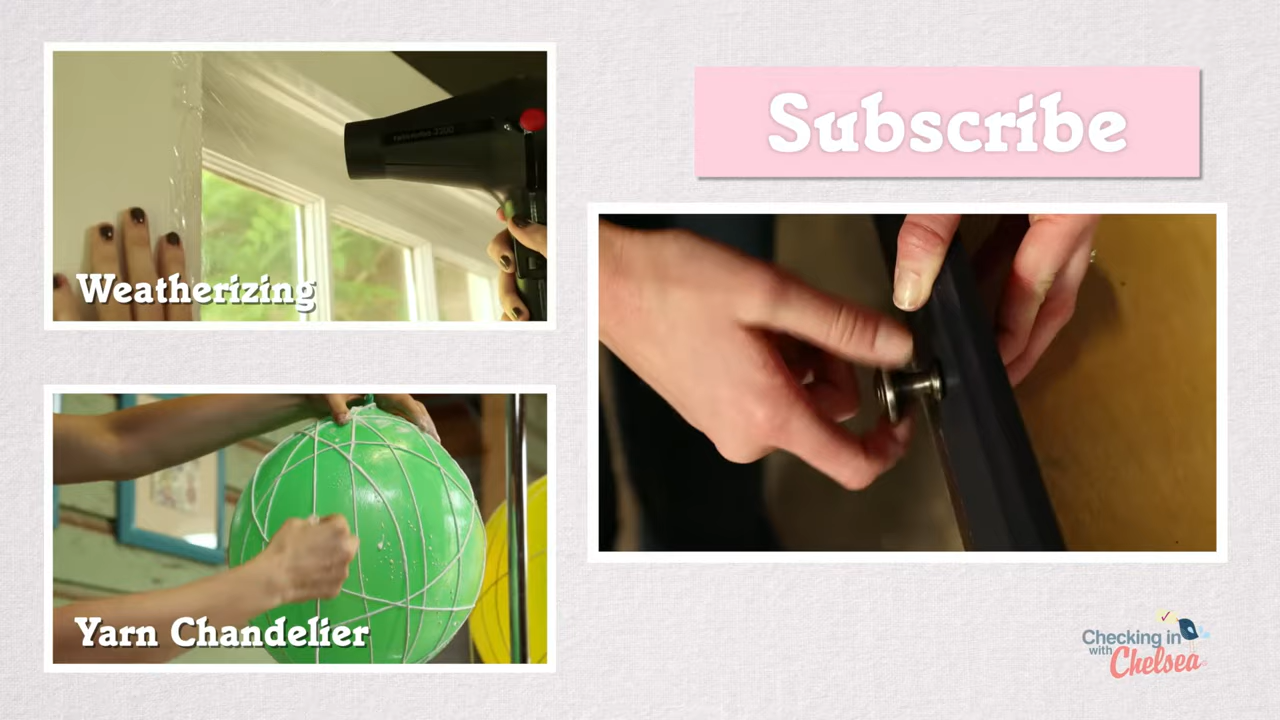 Subscribe
Weatherizing
Yarn Chandelier
Checking in
with Chelsea